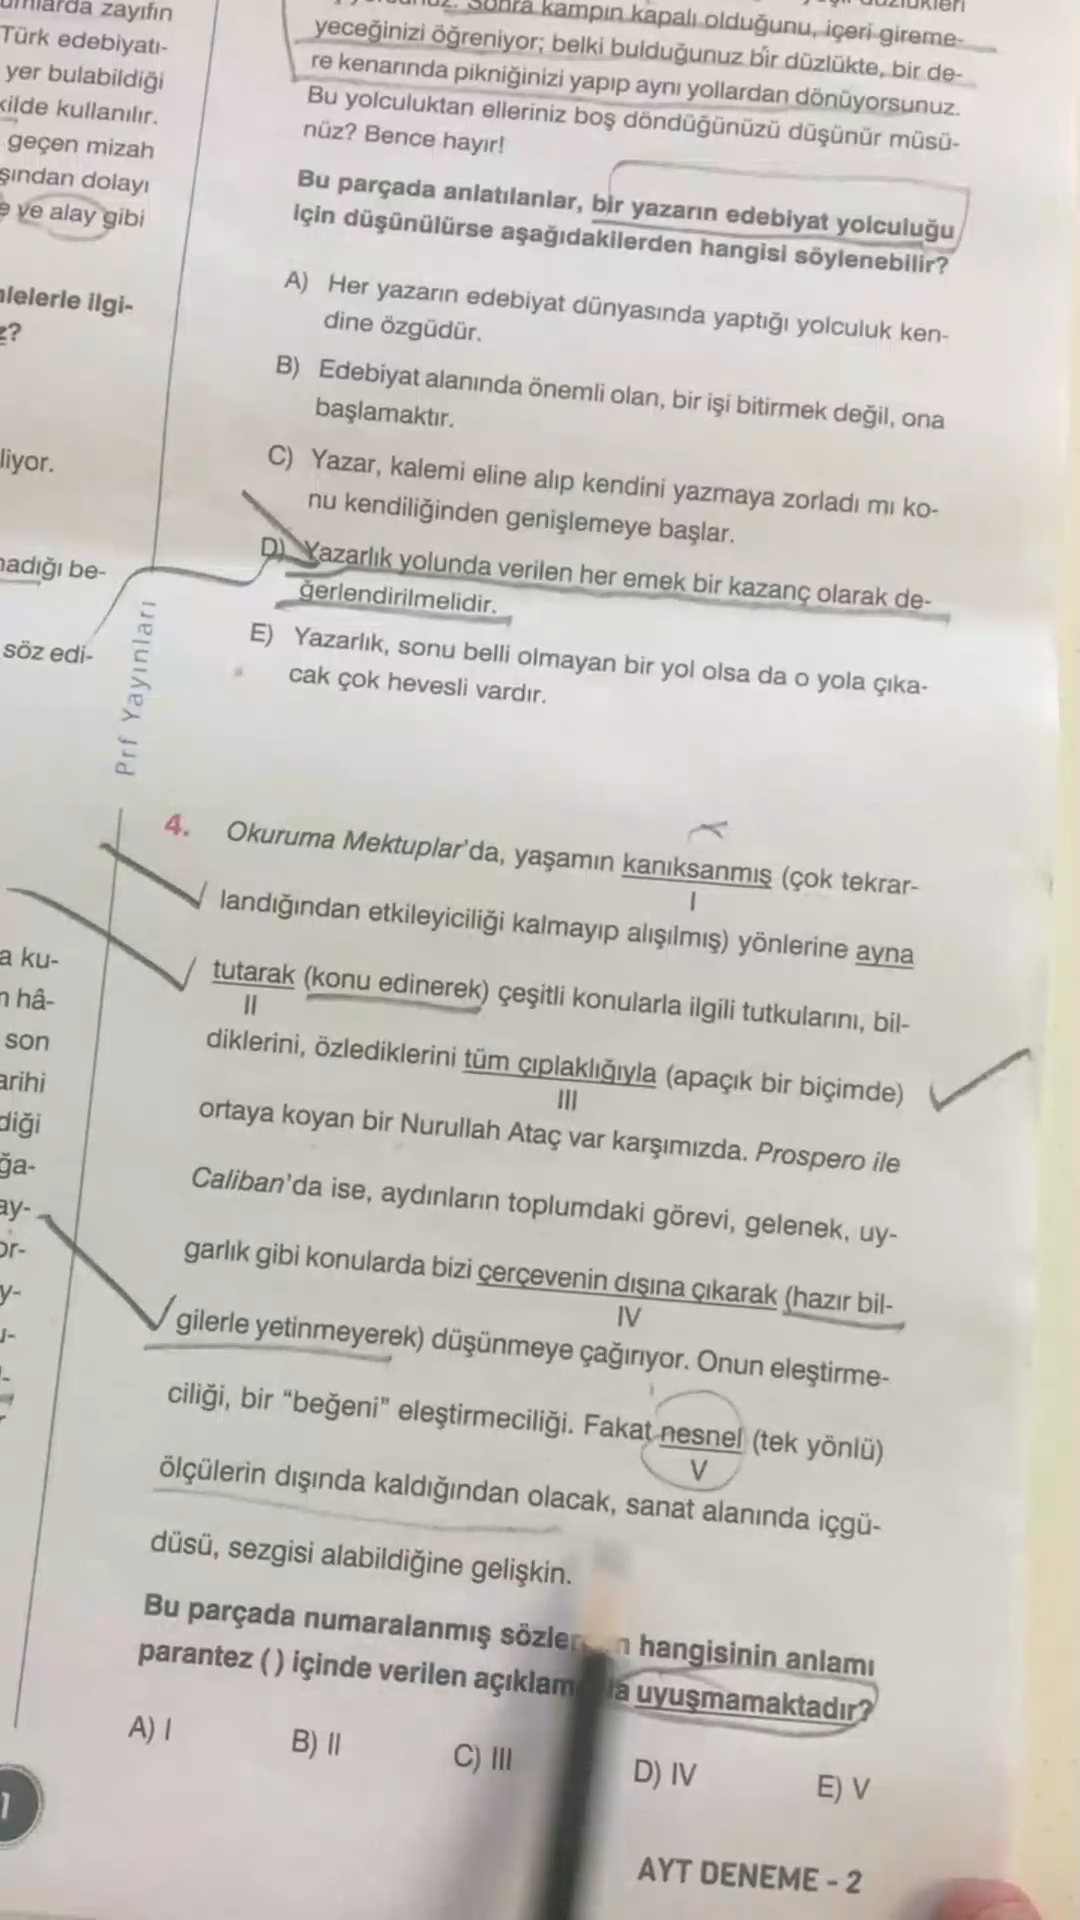 zayıfın
Türk edebiyatı-
yer bulabildiği
kilde kullanılır.
geçen mizah
sından dolayı
e ve alay gibi
ilgi-
z?
liyor.
madığı be-
söz edi-
a ku-
n hâ-
son
arihi
diği
ğa-
ay-
or-
y-
Prf Yayınları
1
Sonra kampın kapalı olduğunu, içeri gireme-
yeceğinizi öğreniyor; belki bulduğunuz bir düzlükte, bir de-
re kenarında pikniğinizi yapıp aynı yollardan dönüyorsunuz.
Bu yolculuktan elleriniz boş döndüğünüzü düşünür müsü-
nüz? Bence hayır!
Bu parçada anlatılanlar, bir yazarın edebiyat yolculuğu
için düşünülürse aşağıdakilerden hangisi söylenebilir?
A) Her yazarın edebiyat dünyasında yaptığı yolculuk ken-
dine özgüdür.
B) Edebiyat alanında önemli olan, bir işi bitirmek değil, ona
başlamaktır.
C) Yazar, kalemi eline alıp kendini yazmaya zorladı mı ko-
nu kendiliğinden genişlemeye başlar.
D) Yazarlık yolunda verilen her emek bir kazanç olarak de-
ğerlendirilmelidir.
E) Yazarlık, sonu belli olmayan bir yol olsa da o yola çıka-
cak çok hevesli vardır.
4. Okuruma Mektuplar'da, yaşamın kanıksanmış (çok tekrar-
I
landığından etkileyiciliği kalmayıp alışılmış) yönlerine ayna
tutarak (konu edinerek) çeşitli konularla ilgili tutkularını, bil-
II
diklerini, özlediklerini tüm çıplaklığıyla (apaçık bir biçimde)
III
ortaya koyan bir Nurullah Ataç var karşımızda. Prospero ile
Caliban'da ise, aydınların toplumdaki görevi, gelenek, uy-
garlık gibi konularda bizi çerçevenin dışına çıkarak (hazır bil-
IV
gilerle yetinmeyerek) düşünmeye çağırıyor. Onun eleştirme-
ciliği, bir "beğeni" eleştirmeciliği. Fakat nesnel (tek yönlü)
V
ölçülerin dışında kaldığından olacak, sanat alanında içgü-
düsü, sezgisi alabildiğine gelişkin.
Bu parçada numaralanmış hangisinin anlamı
parantez ( ) içinde verilen uyuşmamaktadır?
A) I B) II C) III D) IV E) V
AYT DENEME - 2